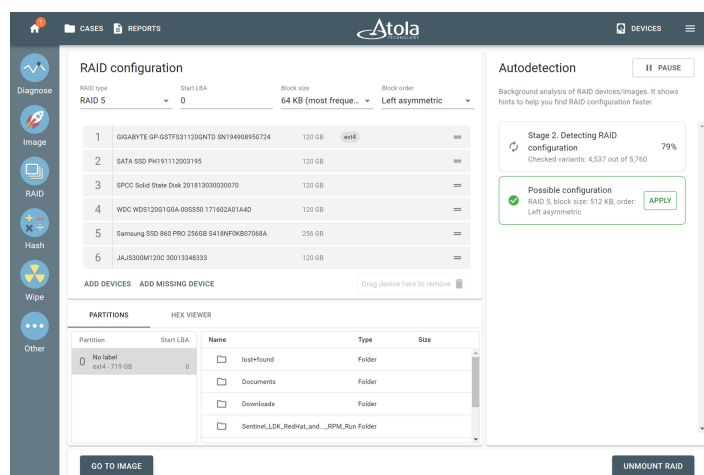 1
CASES
REPORTS
Atola
TECHNOLOGY
DEVICES
Diagnose
Image
RAID
Hash
Wipe
Other
RAID configuration
RAID type
Start LBA
Block size
Block order
RAID 5
0
64 KB (most freque...
Left asymmetric
1 GIGABYTE GP-GSTFS31120GNTD SN194908950724 120 GB ext4
2 SATA SSD PH191112003195 120 GB
3 SPCC Solid State Disk 201813030030070 120 GB
4 WDC WDS120G1G0A-00SS50 171602A01A4D 120 GB
5 Samsung SSD 860 PRO 256GB S418NF0KB07068A 256 GB
6 JAJS300M120C 30013348333 120 GB
ADD DEVICES
ADD MISSING DEVICE
Drag device here to remove
PARTITIONS
HEX VIEWER
Partition Start LBA
0 No label
ext4 - 719 GB 0
Name Type Size
lost+found Folder
Documents Folder
Downloads Folder
Sentinel_LDK_RedHat_and..._RPM_Run Folder
GO TO IMAGE
Autodetection
PAUSE
Background analysis of RAID devices/images. It shows
hints to help you find RAID configuration faster.
Stage 2. Detecting RAID
configuration 79%
Checked variants: 4,537 out of 5,760
Possible configuration
RAID 5, block size: 512 KB, order:
Left asymmetric
APPLY
UNMOUNT RAID